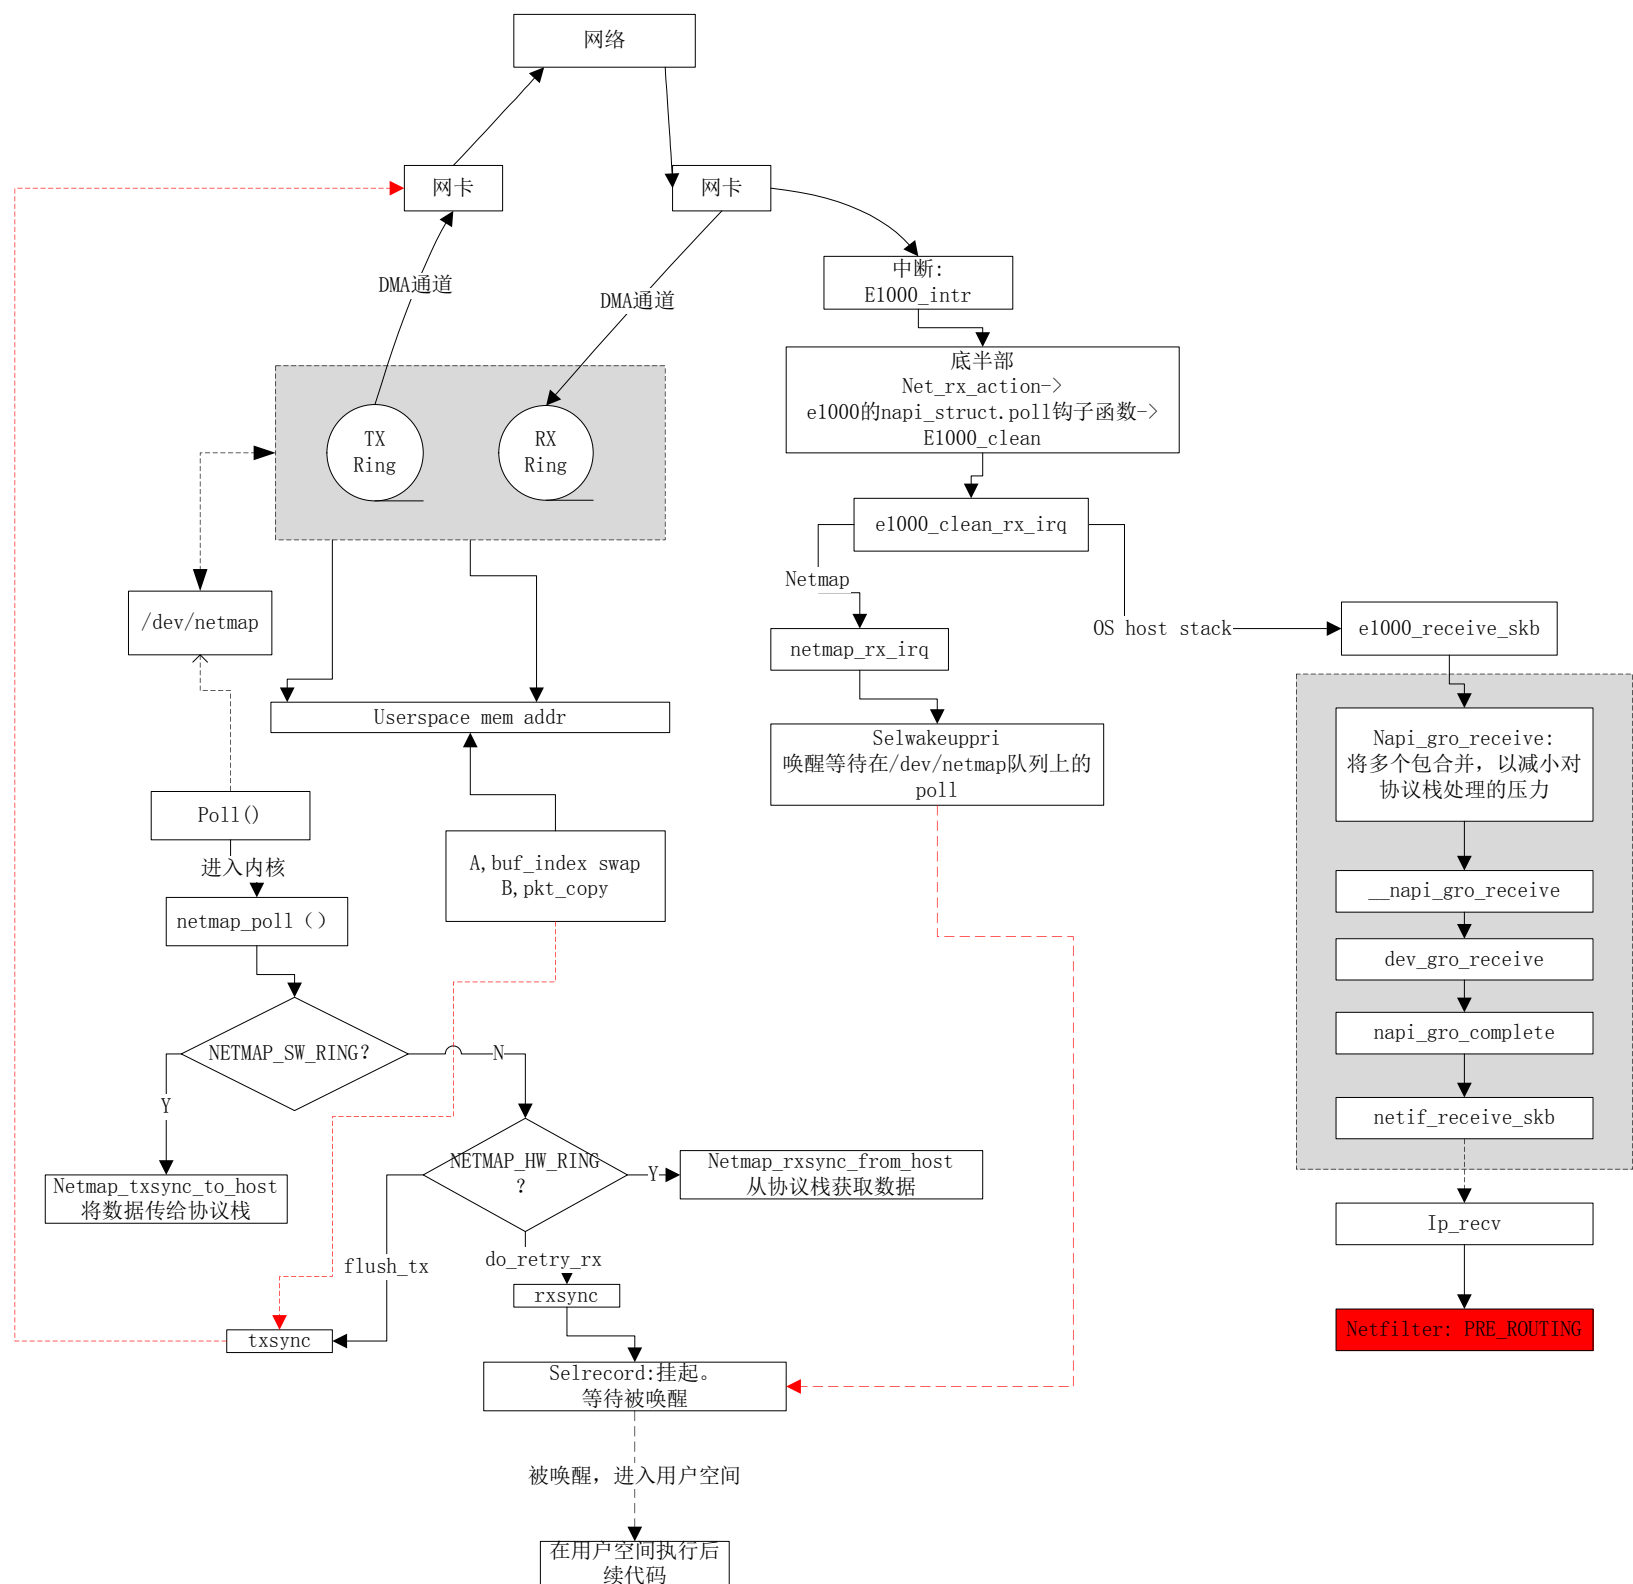 网络
网卡
网卡
DMA通道
DMA通道
中断:
E1000_intr
底半部
Net_rx_action->
e1000的napi_struct.poll钩子函数->
E1000_clean
TX
Ring
RX
Ring
e1000_clean_rx_irq
Netmap
/dev/netmap
OS host stack
e1000_receive_skb
netmap_rx_irq
Userspace mem addr
Selwakeuppri
唤醒等待在/dev/netmap队列上的
poll
Napi_gro_receive:
将多个包合并，以减小对
协议栈处理的压力
Poll()
进入内核
A,buf_index swap
B,pkt_copy
__napi_gro_receive
netmap_poll（）
dev_gro_receive
napi_gro_complete
NETMAP_SW_RING?
N
Y
netif_receive_skb
NETMAP_HW_RING
?
Y
Netmap_rxsync_from_host
从协议栈获取数据
Netmap_txsync_to_host
将数据传给协议栈
Ip_recv
flush_tx
do_retry_rx
rxsync
txsync
Netfilter: PRE_ROUTING
Selrecord:挂起。
等待被唤醒
被唤醒，进入用户空间
在用户空间执行后
续代码